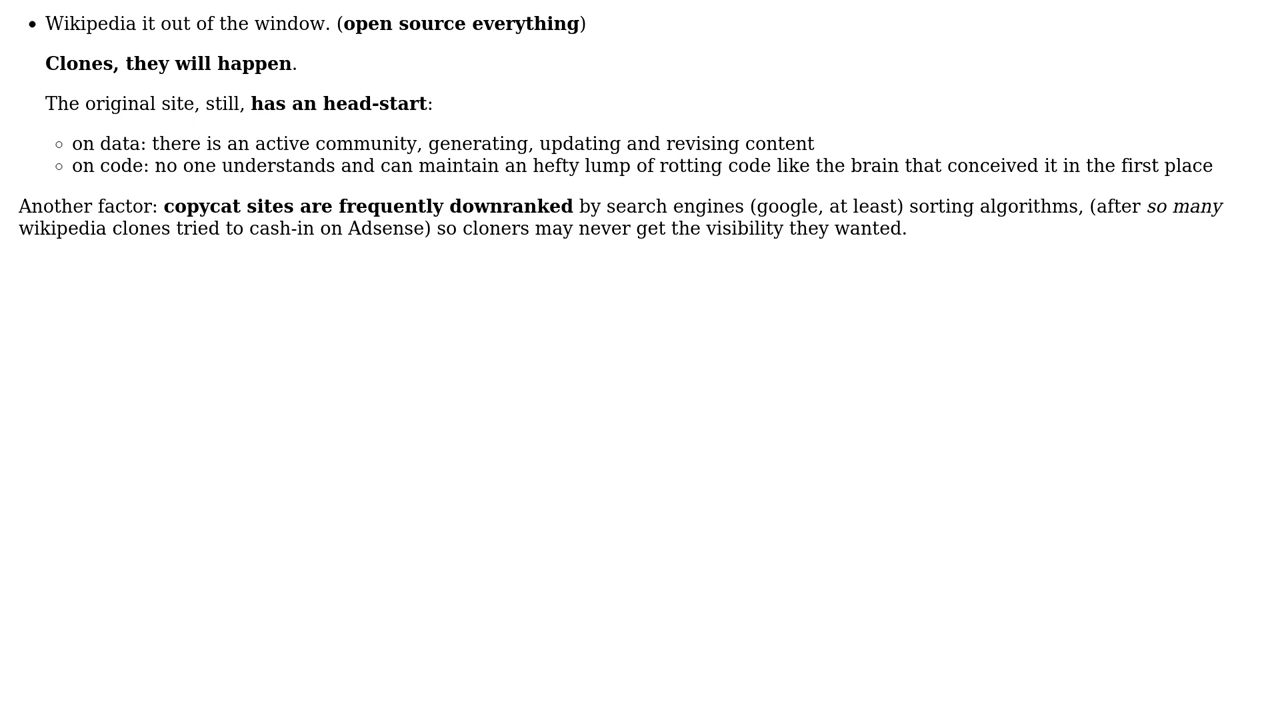 Wikipedia it out of the window. (open source everything)
Clones, they will happen.
The original site, still, has an head-start:
on data: there is an active community, generating, updating and revising content
on code: no one understands and can maintain an hefty lump of rotting code like the brain that conceived it in the first place
Another factor: copycat sites are frequently downranked by search engines (google, at least) sorting algorithms, (after so many
wikipedia clones tried to cash-in on Adsense) so cloners may never get the visibility they wanted.